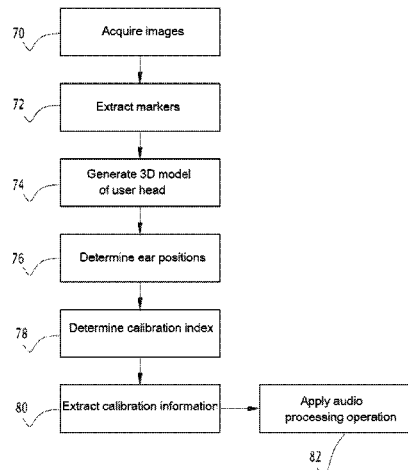 70
Acquire images
72
Extract markers
74
Generate 3D model
of user head
76
Determine ear positions
78
Determine calibration index
80
Extract calibration information
Apply audio
processing operation
82